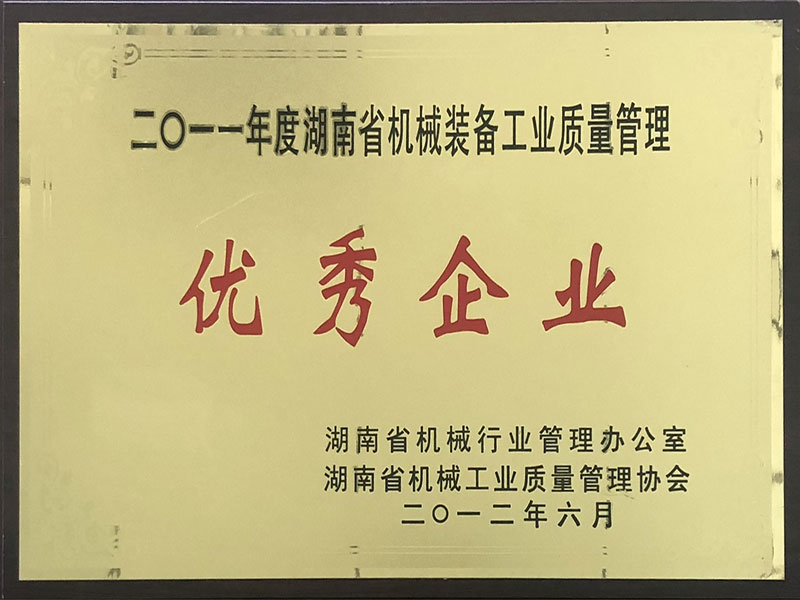 二〇一一年度湖南省机械装备工业质量管理
优秀企业
湖南省机械行业管理办公室
湖南省机械工业质量管理协会
二〇一二年六月